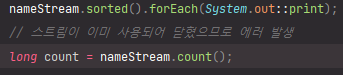 nameStream.sorted().forEach(System.out::print);
// 스트림이 이미 사용되어 닫혔으므로 에러 발생
long count = nameStream.count();